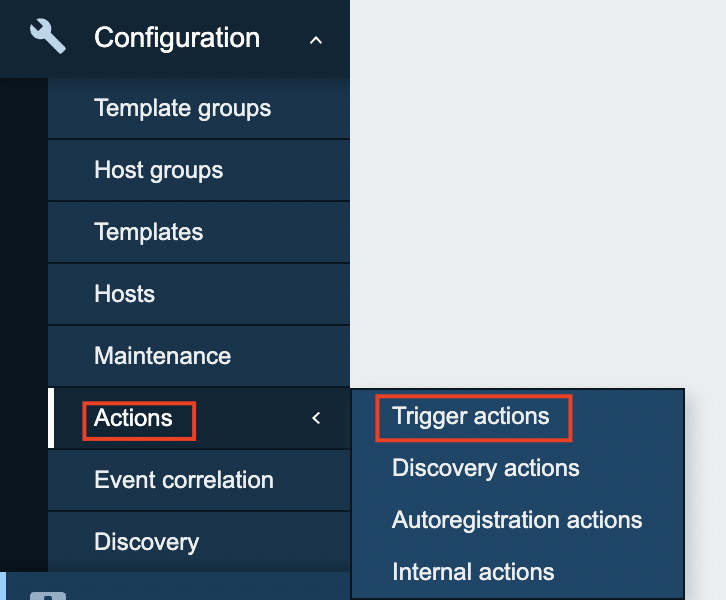 Configuration
Template groups
Host groups
Templates
Hosts
Maintenance
Actions
Trigger actions
Discovery actions
Autoregistration actions
Internal actions
Event correlation
Discovery